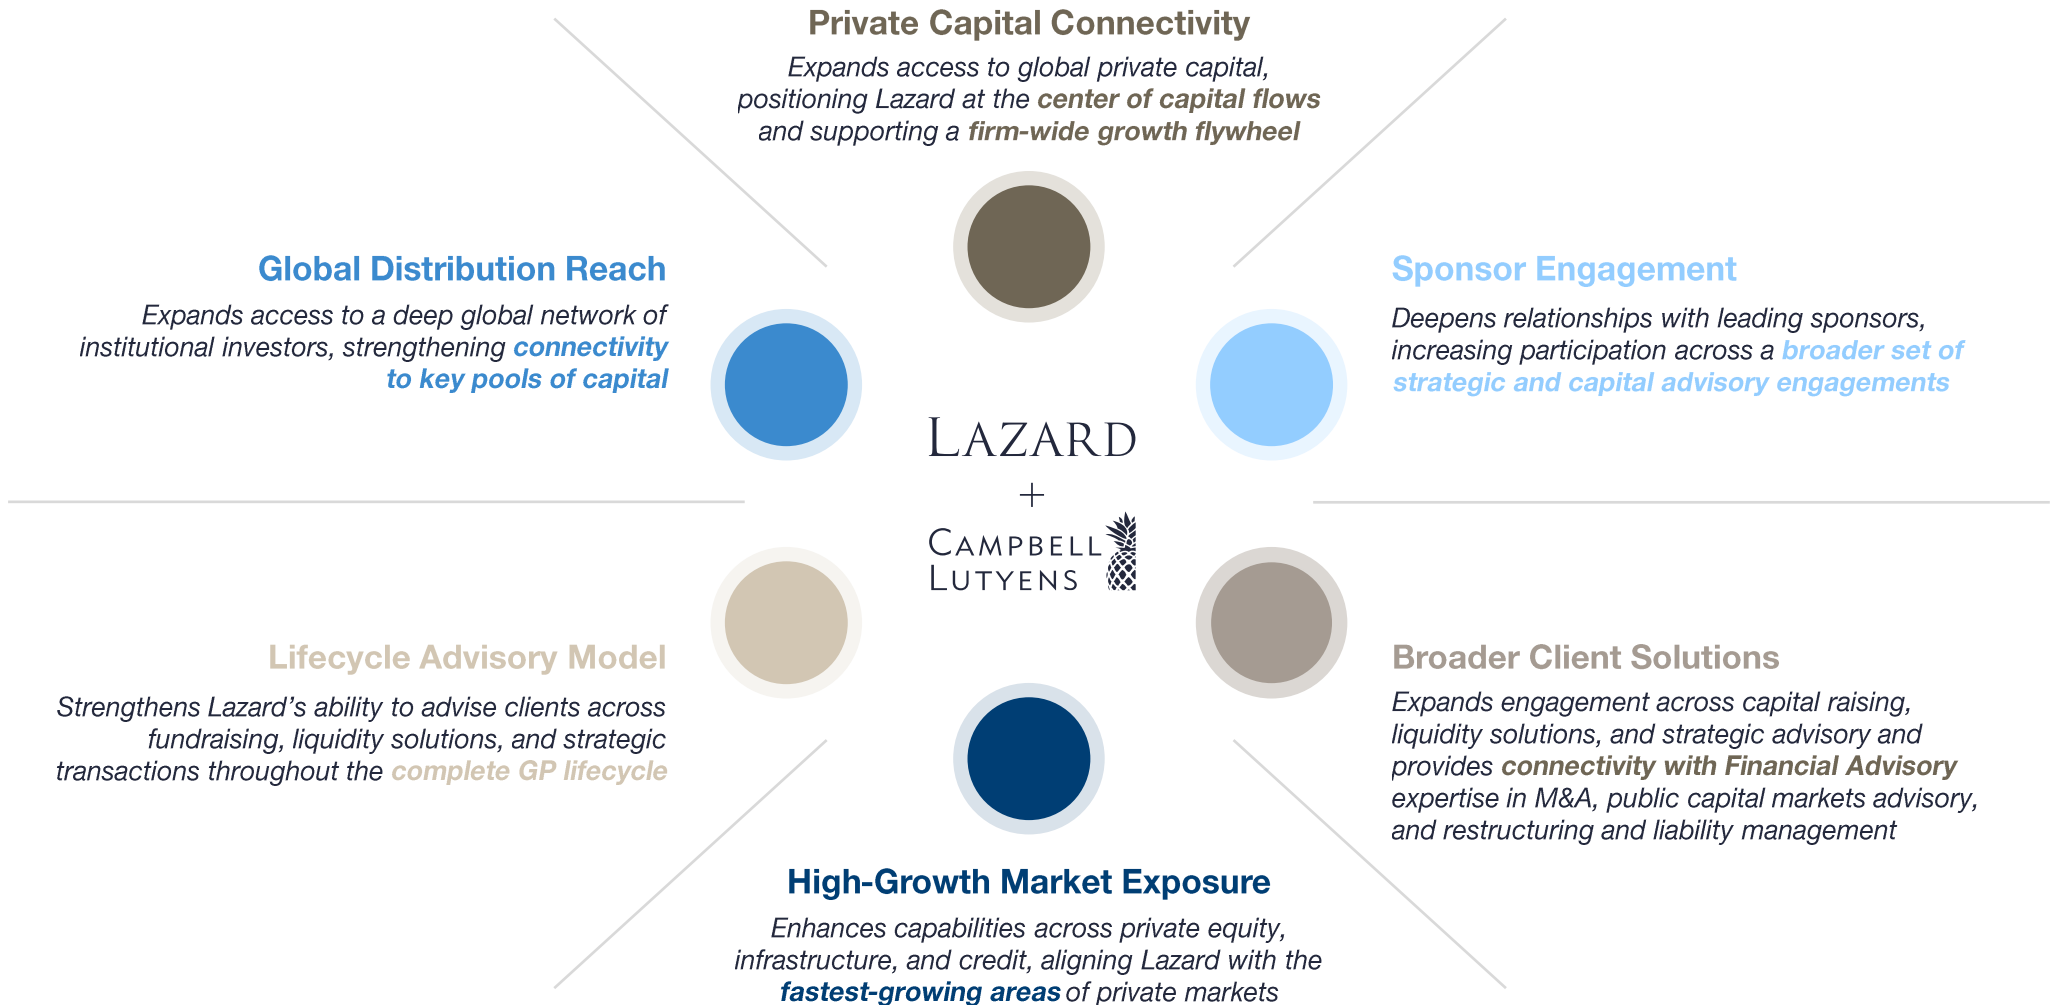 Private Capital Connectivity
Expands access to global private capital,
positioning Lazard at the center of capital flows
and supporting a firm-wide growth flywheel
Global Distribution Reach
Expands access to a deep global network of
institutional investors, strengthening connectivity
to key pools of capital
Sponsor Engagement
Deepens relationships with leading sponsors,
increasing participation across a broader set of
strategic and capital advisory engagements
LAZARD
+
CAMPBELL
LUTYENS
Lifecycle Advisory Model
Strengthens Lazard’s ability to advise clients across
fundraising, liquidity solutions, and strategic
transactions throughout the complete GP lifecycle
Broader Client Solutions
Expands engagement across capital raising,
liquidity solutions, and strategic advisory and
provides connectivity with Financial Advisory
expertise in M&A, public capital markets advisory,
and restructuring and liability management
High-Growth Market Exposure
Enhances capabilities across private equity,
infrastructure, and credit, aligning Lazard with the
fastest-growing areas of private markets